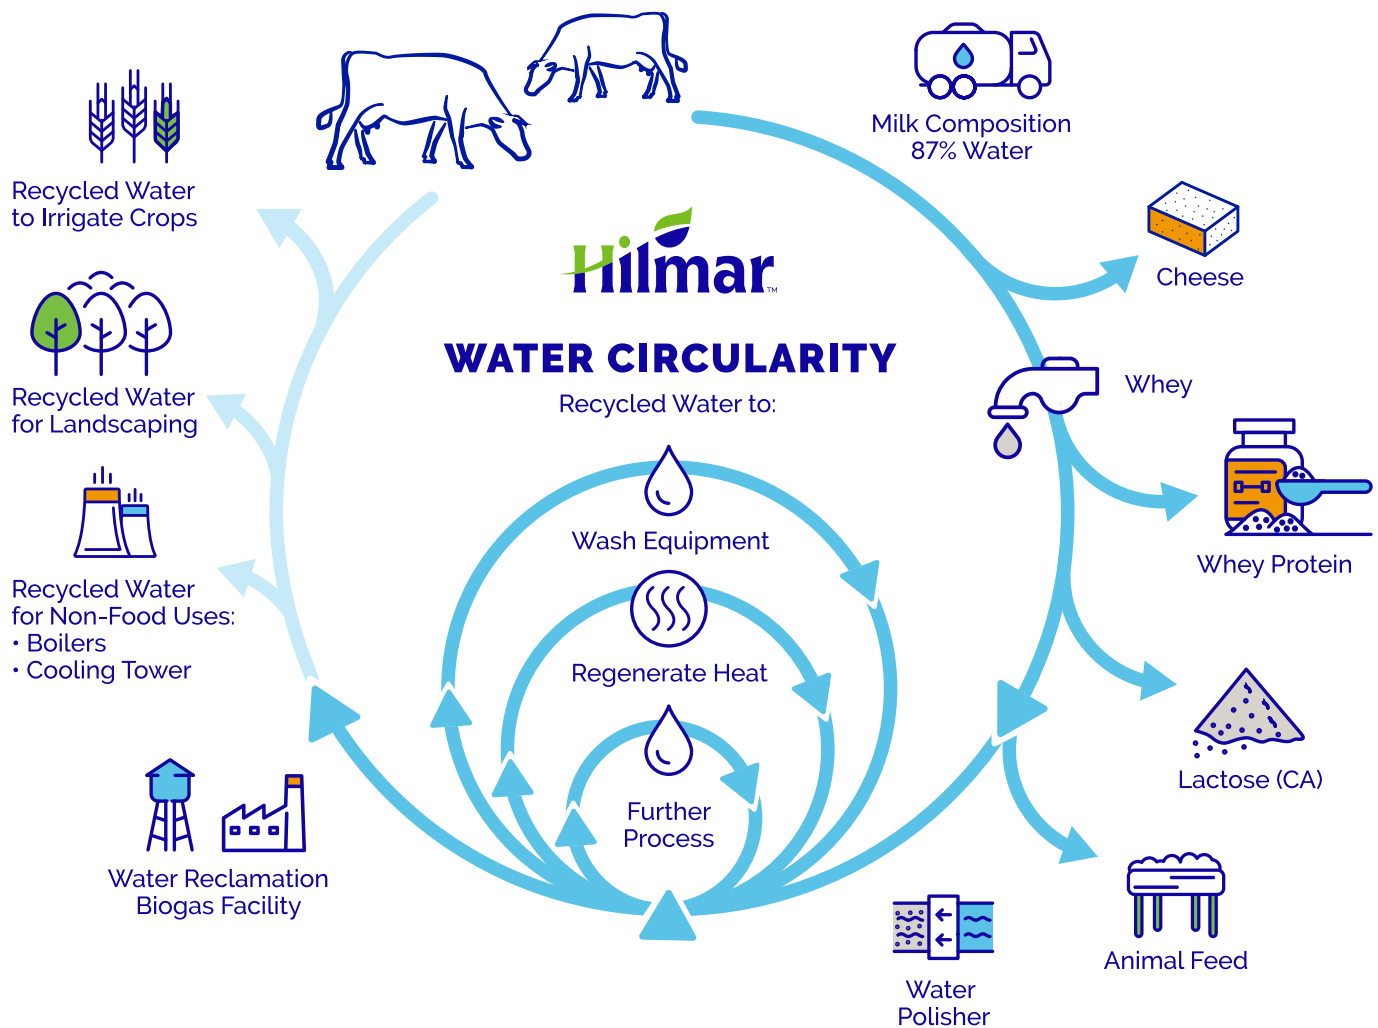 Milk Composition
87% Water
Recycled Water
to Irrigate Crops
Hilmar™
Cheese
WATER CIRCULARITY
Recycled Water to:
Whey
Recycled Water
for Landscaping
Wash Equipment
Whey Protein
Recycled Water
for Non-Food Uses:
• Boilers
• Cooling Tower
Regenerate Heat
Lactose (CA)
Further
Process
Water Reclamation
Biogas Facility
Animal Feed
Water
Polisher